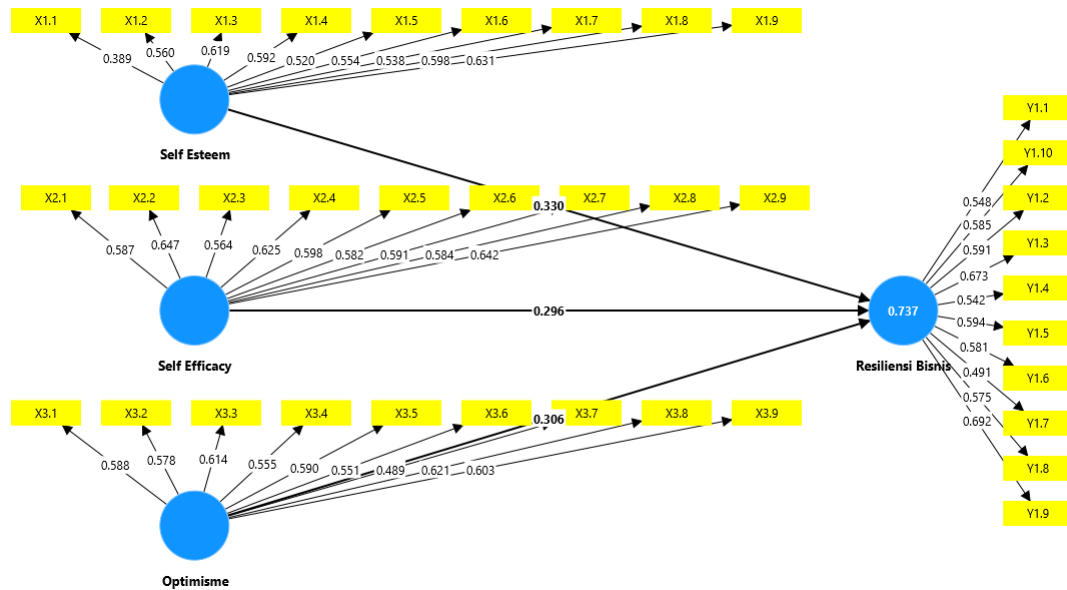 X1.1 X1.2 X1.3 X1.4 X1.5 X1.6 X1.7 X1.8 X1.9
0.389 0.560 0.619 0.592 0.520 0.554 0.538 0.598 0.631
Self Esteem
X2.1 X2.2 X2.3 X2.4 X2.5 X2.6 X2.7 X2.8 X2.9
0.330
0.587 0.647 0.564 0.625 0.598 0.582 0.591 0.584 0.642
0.296
Self Efficacy
X3.1 X3.2 X3.3 X3.4 X3.5 X3.6 X3.7 X3.8 X3.9
0.306
0.588 0.578 0.614 0.555 0.590 0.551 0.489 0.621 0.603
Optimisme
0.737
Resiliensi Bisnis
0.548
0.585
0.591
0.673
0.542
0.594
0.581
0.491
0.575
0.692
Y1.1
Y1.10
Y1.2
Y1.3
Y1.4
Y1.5
Y1.6
Y1.7
Y1.8
Y1.9